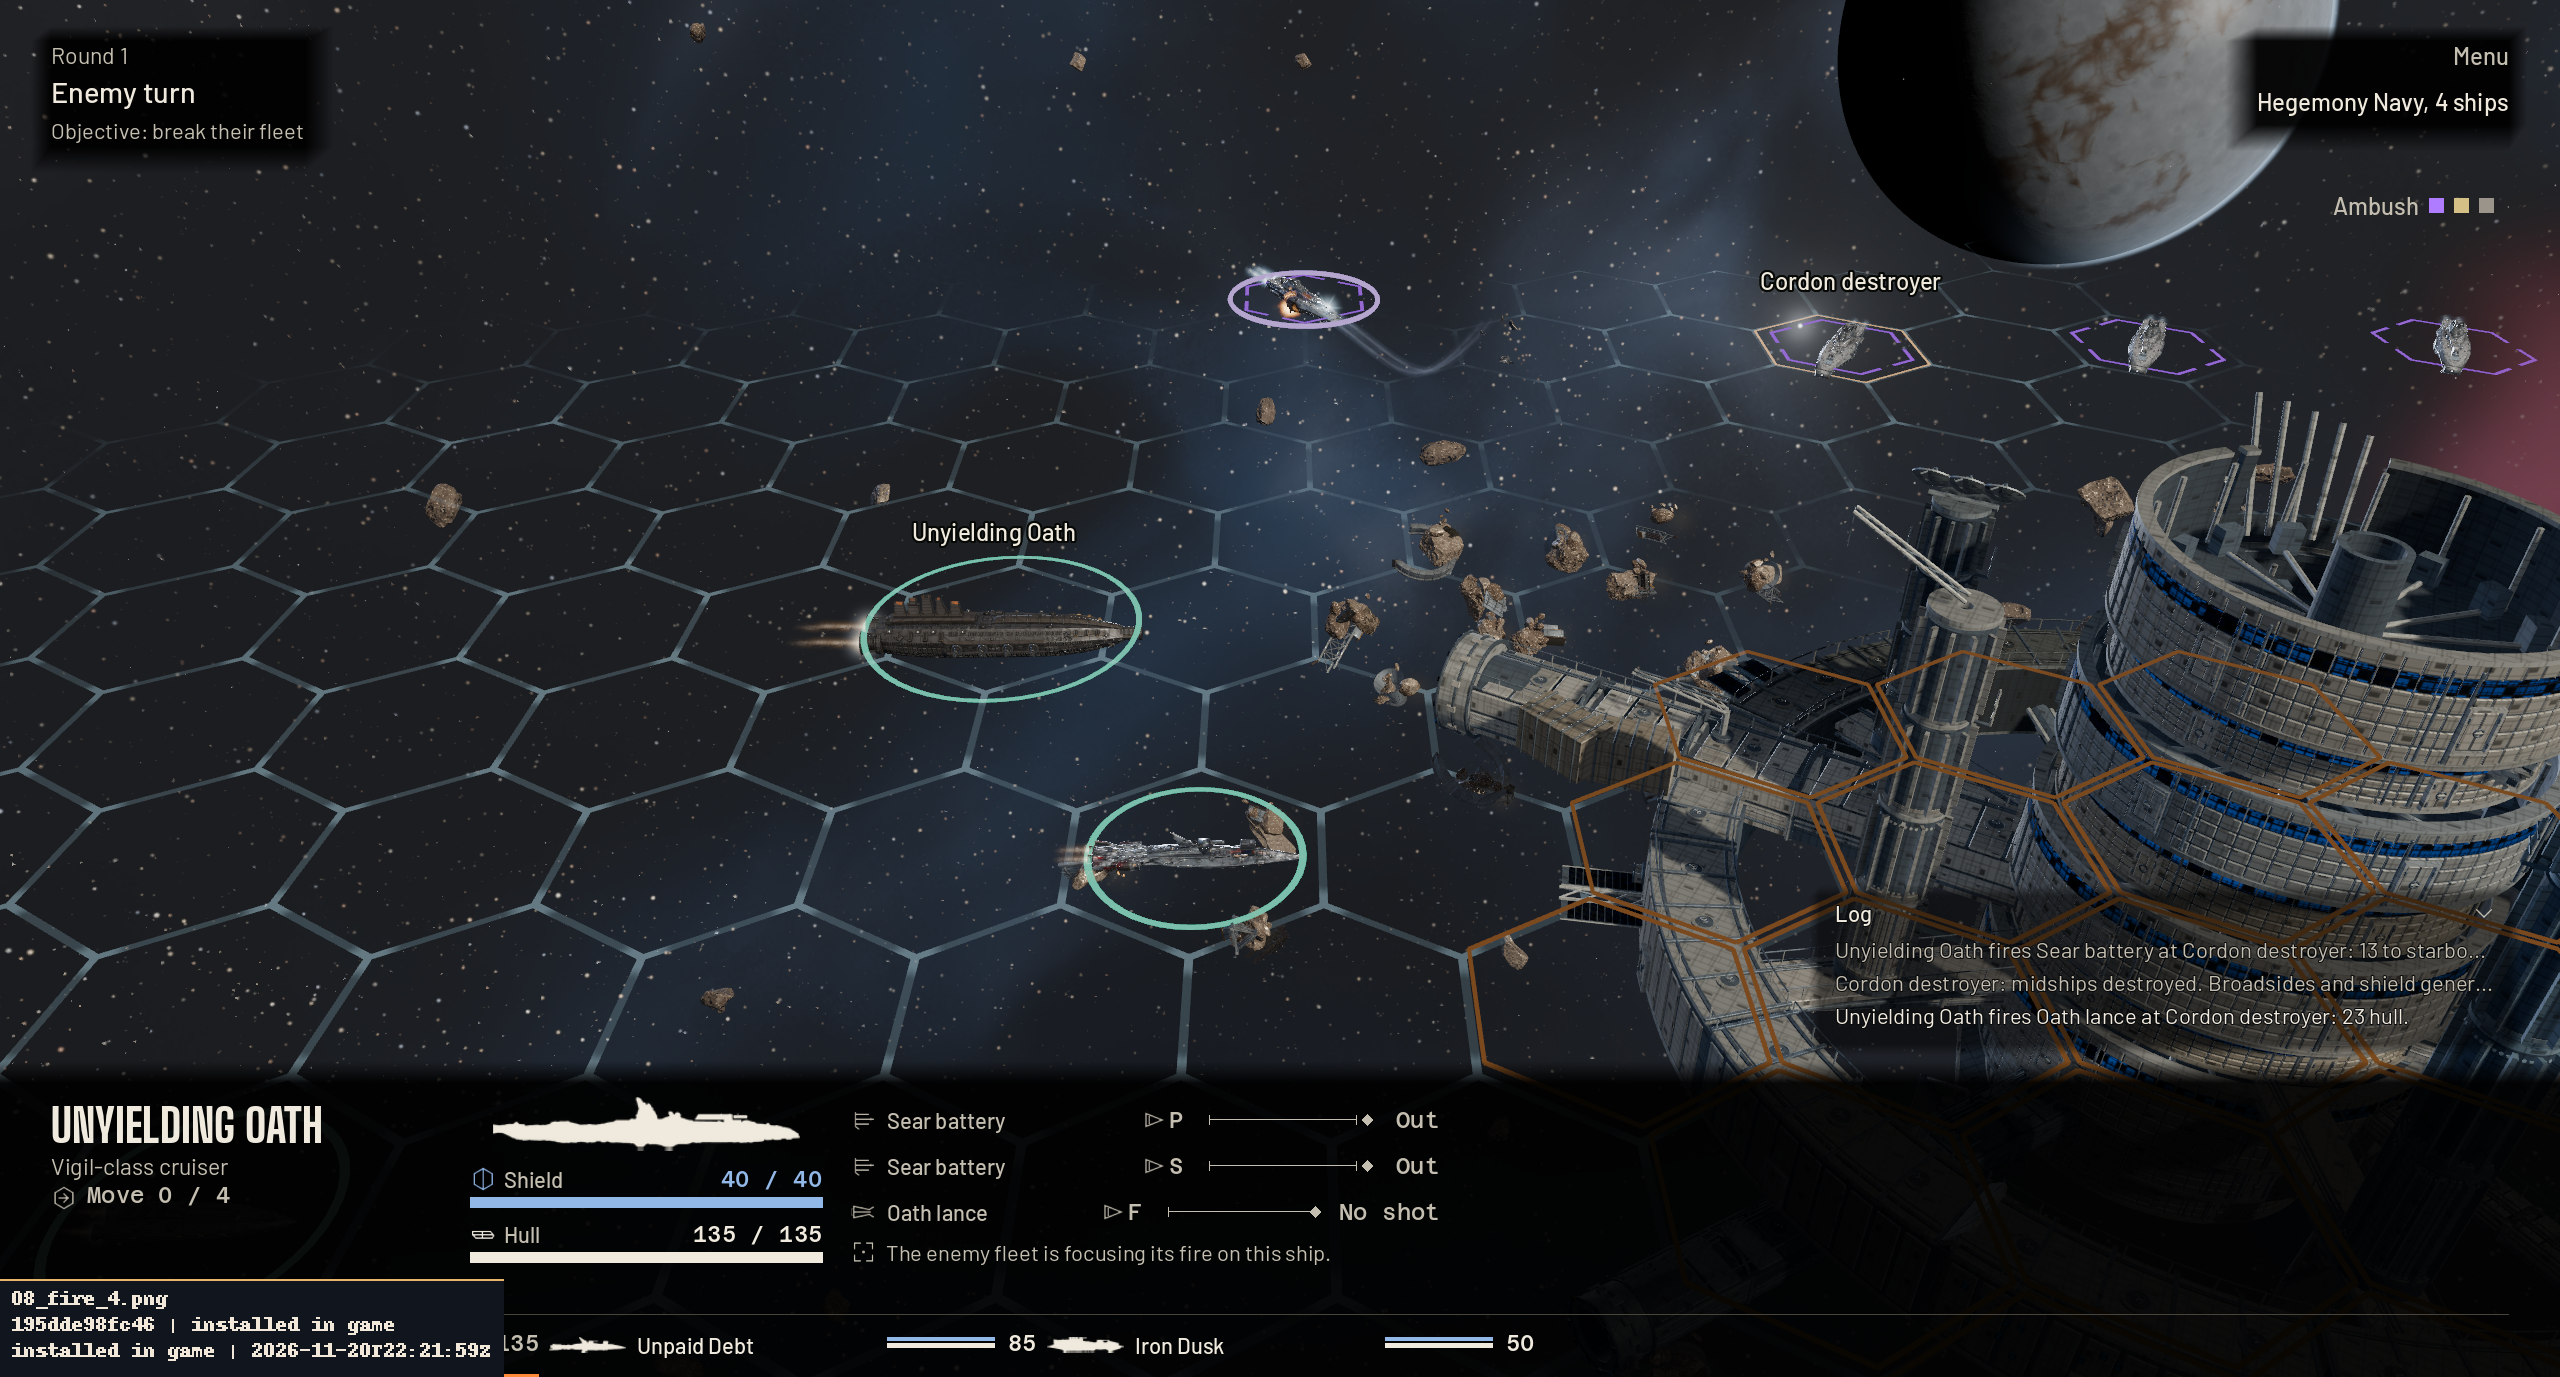 Round 1
Enemy turn
Objective: break their fleet
Menu
Hegemony Navy, 4 ships
Ambush
Cordon destroyer
Unyielding Oath
Log
Unyielding Oath fires Sear battery at Cordon destroyer: 13 to starbo...
Cordon destroyer: midships destroyed. Broadsides and shield gener...
Unyielding Oath fires Oath lance at Cordon destroyer: 23 hull.
UNYIELDING OATH
Vigil-class cruiser
Move 0 / 4
Shield 40 / 40
Hull 135 / 135
Sear battery P Out
Sear battery S Out
Oath lance F No shot
The enemy fleet is focusing its fire on this ship.
08_fire_4.png
195dde98fc46 | installed in game
installed in game | 2026-11-20T22:21:59Z
135 Unpaid Debt 85 Iron Dusk 50